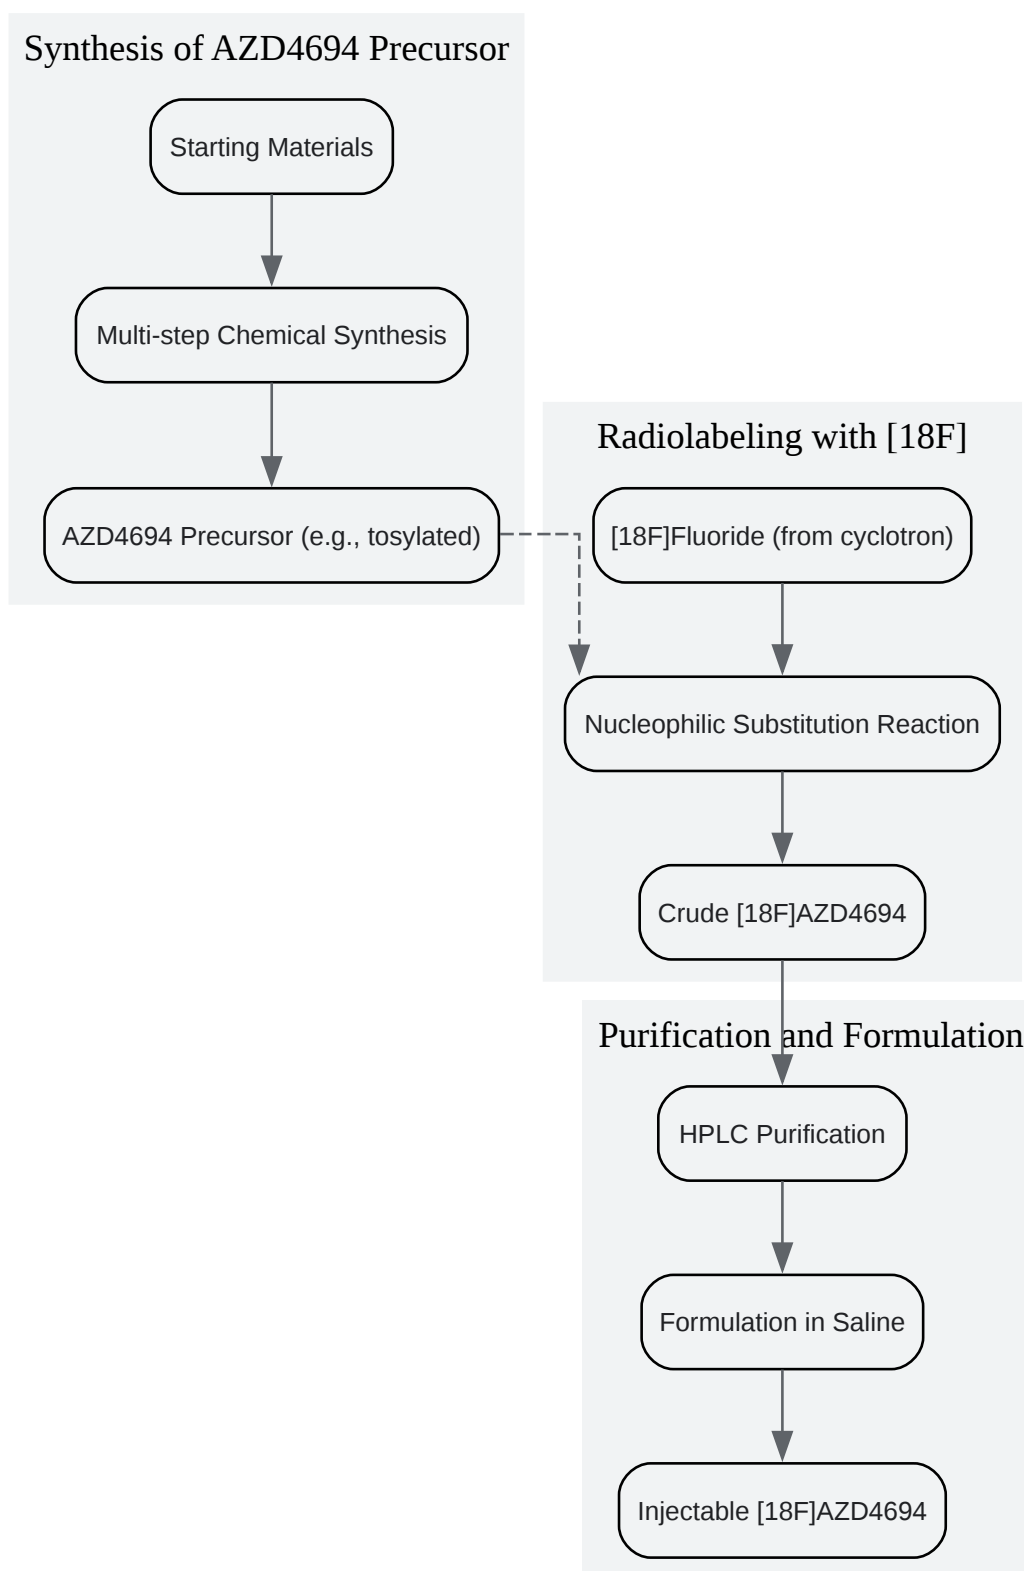 Synthesis of AZD4694 Precursor
Starting Materials
Multi-step Chemical Synthesis
AZD4694 Precursor (e.g., tosylated)
Radiolabeling with [18F]
[18F]Fluoride (from cyclotron)
Nucleophilic Substitution Reaction
Crude [18F]AZD4694
Purification and Formulation
HPLC Purification
Formulation in Saline
Injectable [18F]AZD4694